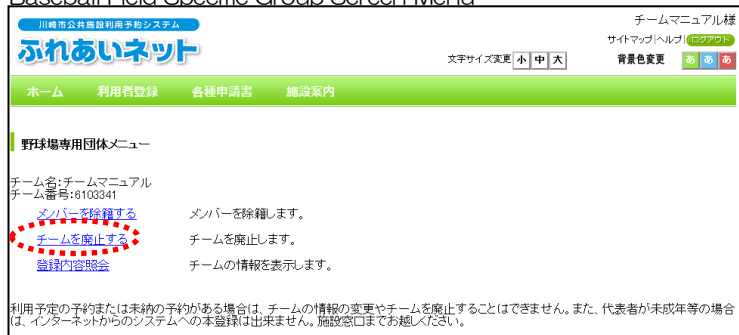 Baseball Field Specific Group Screen Menu
川崎市公共施設利用予約システム
ふれあいネット
チームマニュアル様
サイトマップ|ヘルプ|ログアウト
文字サイズ変更 小 中 大
背景色変更 あ あ あ
ホーム 利用者登録 各種申請書 施設案内
野球場専用団体メニュー
チーム名:チームマニュアル
チーム番号:6103341
メンバーを除籍する メンバーを除籍します。
チームを廃止する チームを廃止します。
登録内容照会 チームの情報を表示します。
利用予定の予約または未納の予約がある場合は、チームの情報の変更やチームを廃止することはできません。また、代表者が未成年等の場合
は、インターネットからのシステムへの本登録は出来ません。施設窓口までお越しください。